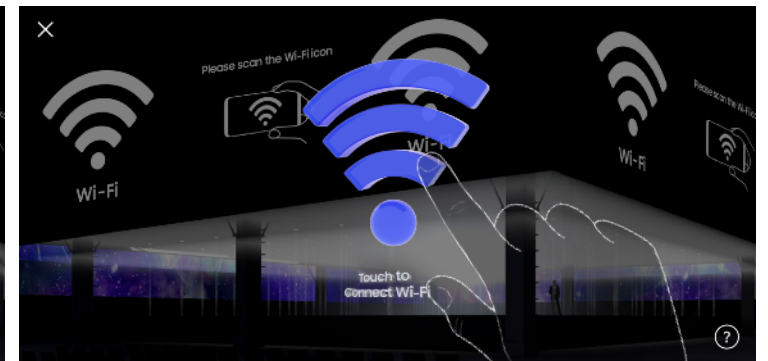 Please scan the Wi-Fi icon
Wi-Fi
Wi-Fi
Wi-Fi
Please scan the Wi-Fi
Touch to
Connect Wi-Fi
?